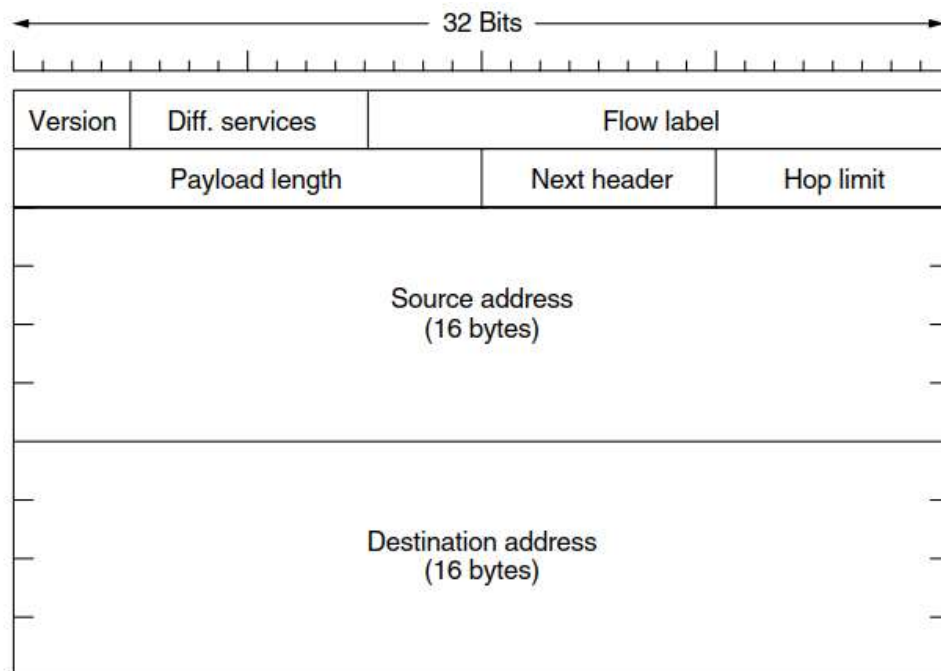 32 Bits
Version Diff. services Flow label
Payload length Next header Hop limit
Source address
(16 bytes)
Destination address
(16 bytes)